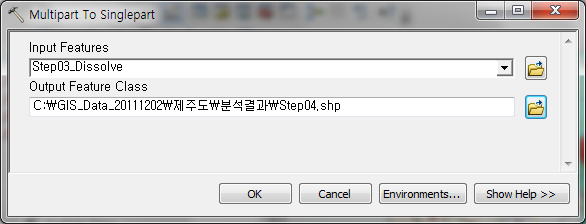 Multipart To Singlepart
Input Features
Step03_Dissolve
Output Feature Class
C:₩GIS_Data_20111202₩제주도₩분석결과₩Step04.shp
OK
Cancel
Environments...
Show Help >>